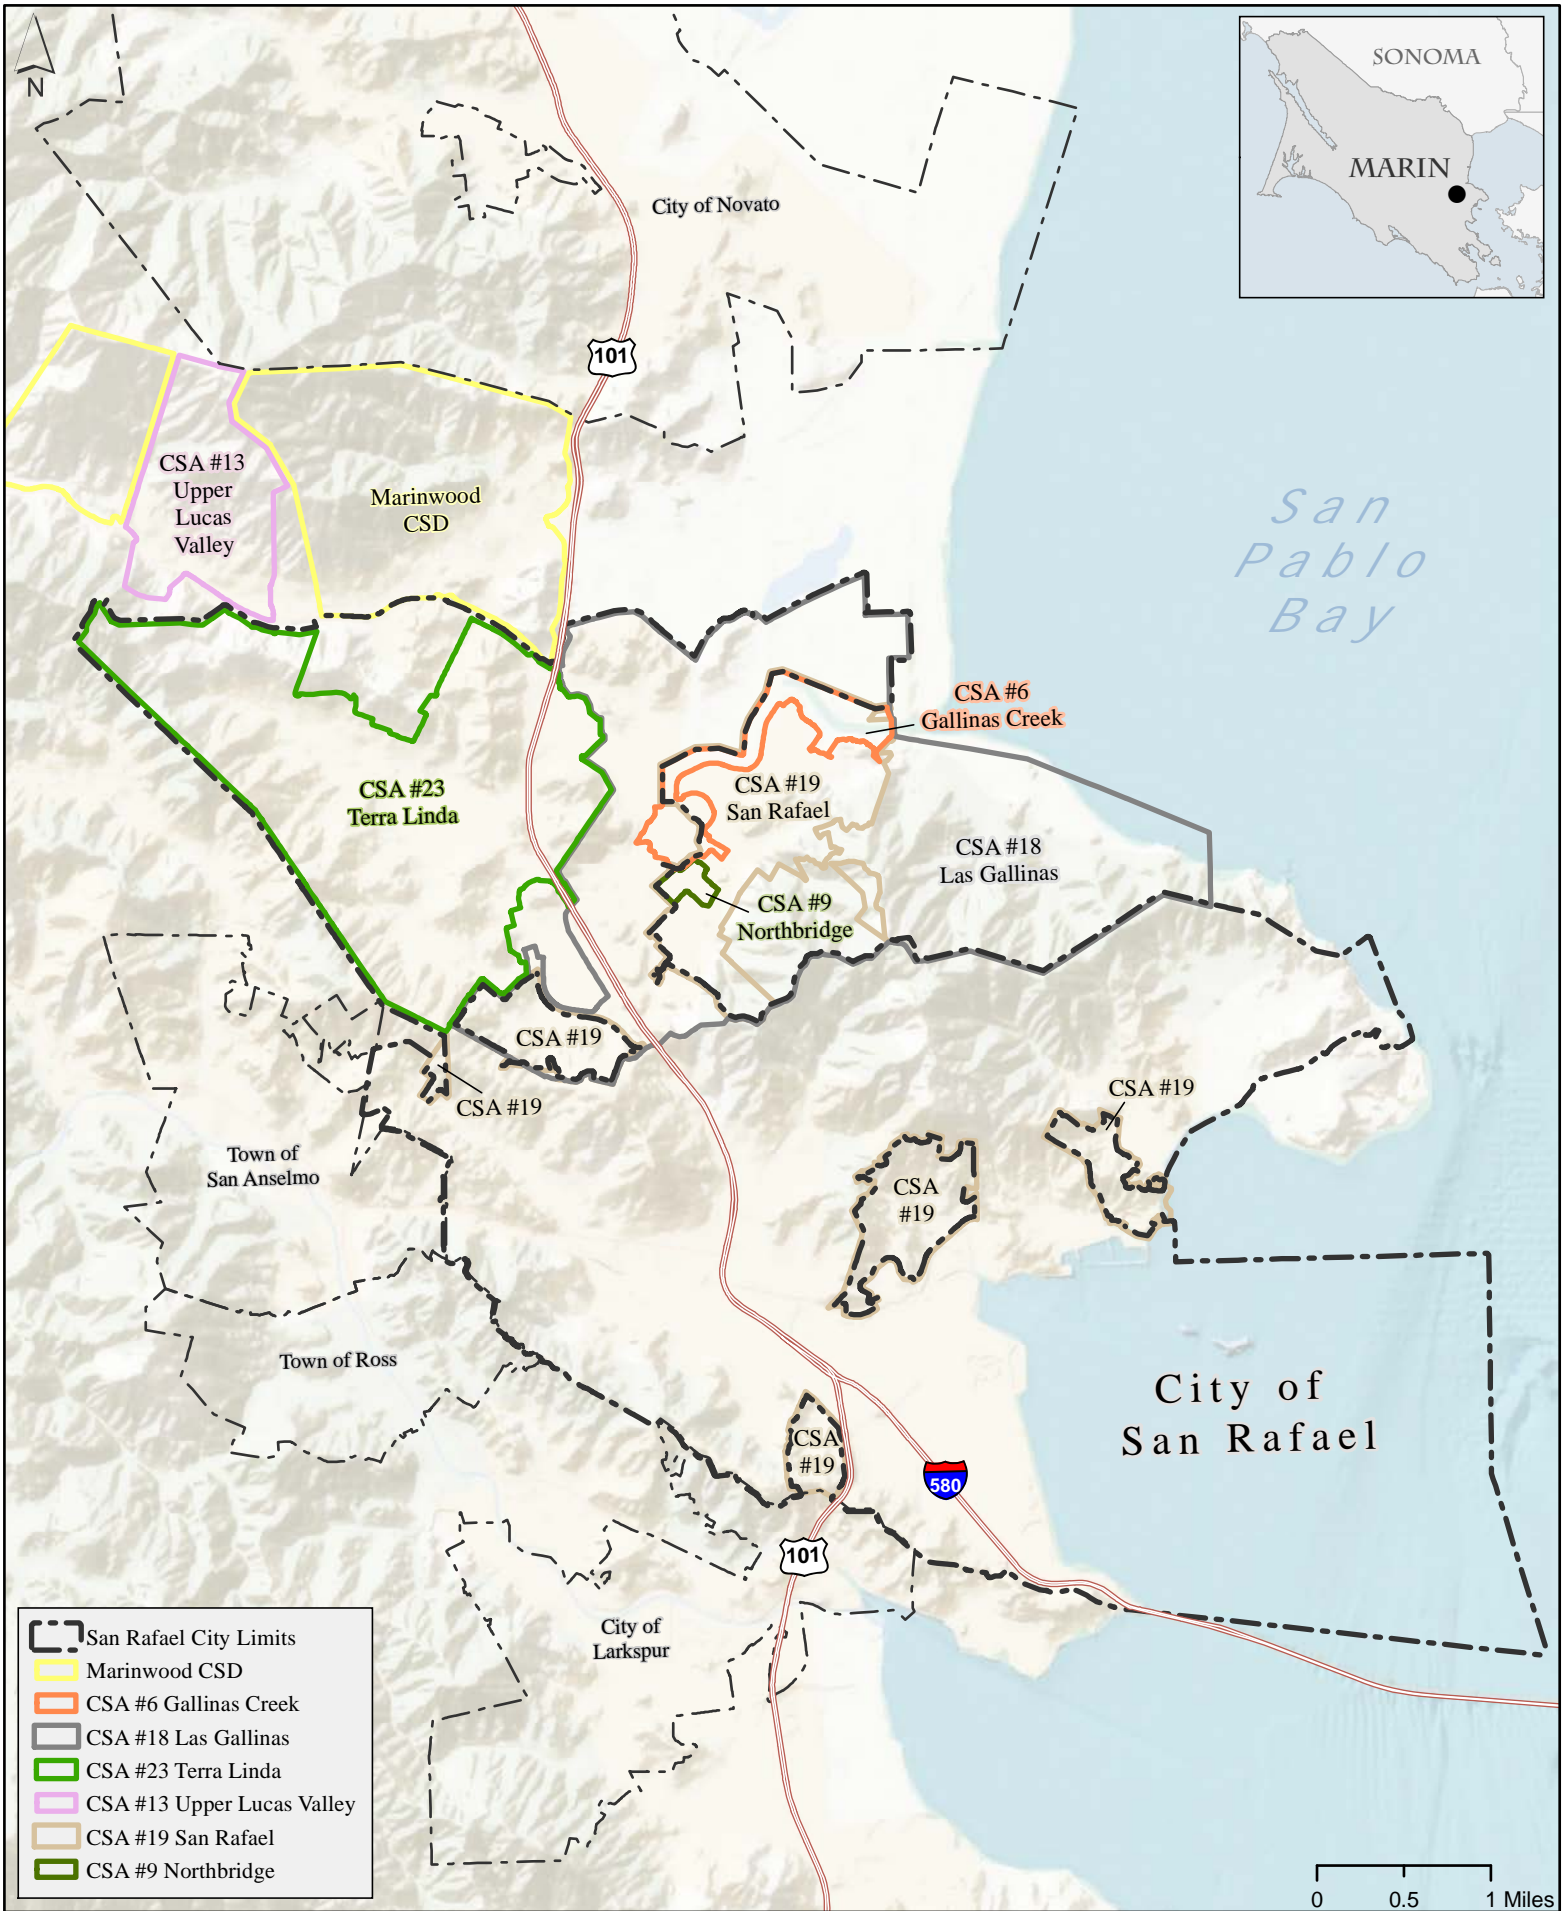 N
SONOMA
MARIN
City of Novato
101
CSA #13
Upper
Lucas
Valley
Marinwood
CSD
San
Pablo
Bay
CSA #6
Gallinas Creek
CSA #23
Terra Linda
CSA #19
San Rafael
CSA #18
Las Gallinas
CSA #9
Northbridge
CSA #19
CSA #19
CSA #19
Town of
San Anselmo
CSA
#19
Town of Ross
City of
San Rafael
CSA
#19
580
101
City of
Larkspur
San Rafael City Limits
Marinwood CSD
CSA #6 Gallinas Creek
CSA #18 Las Gallinas
CSA #23 Terra Linda
CSA #13 Upper Lucas Valley
CSA #19 San Rafael
CSA #9 Northbridge
0 0.5 1 Miles